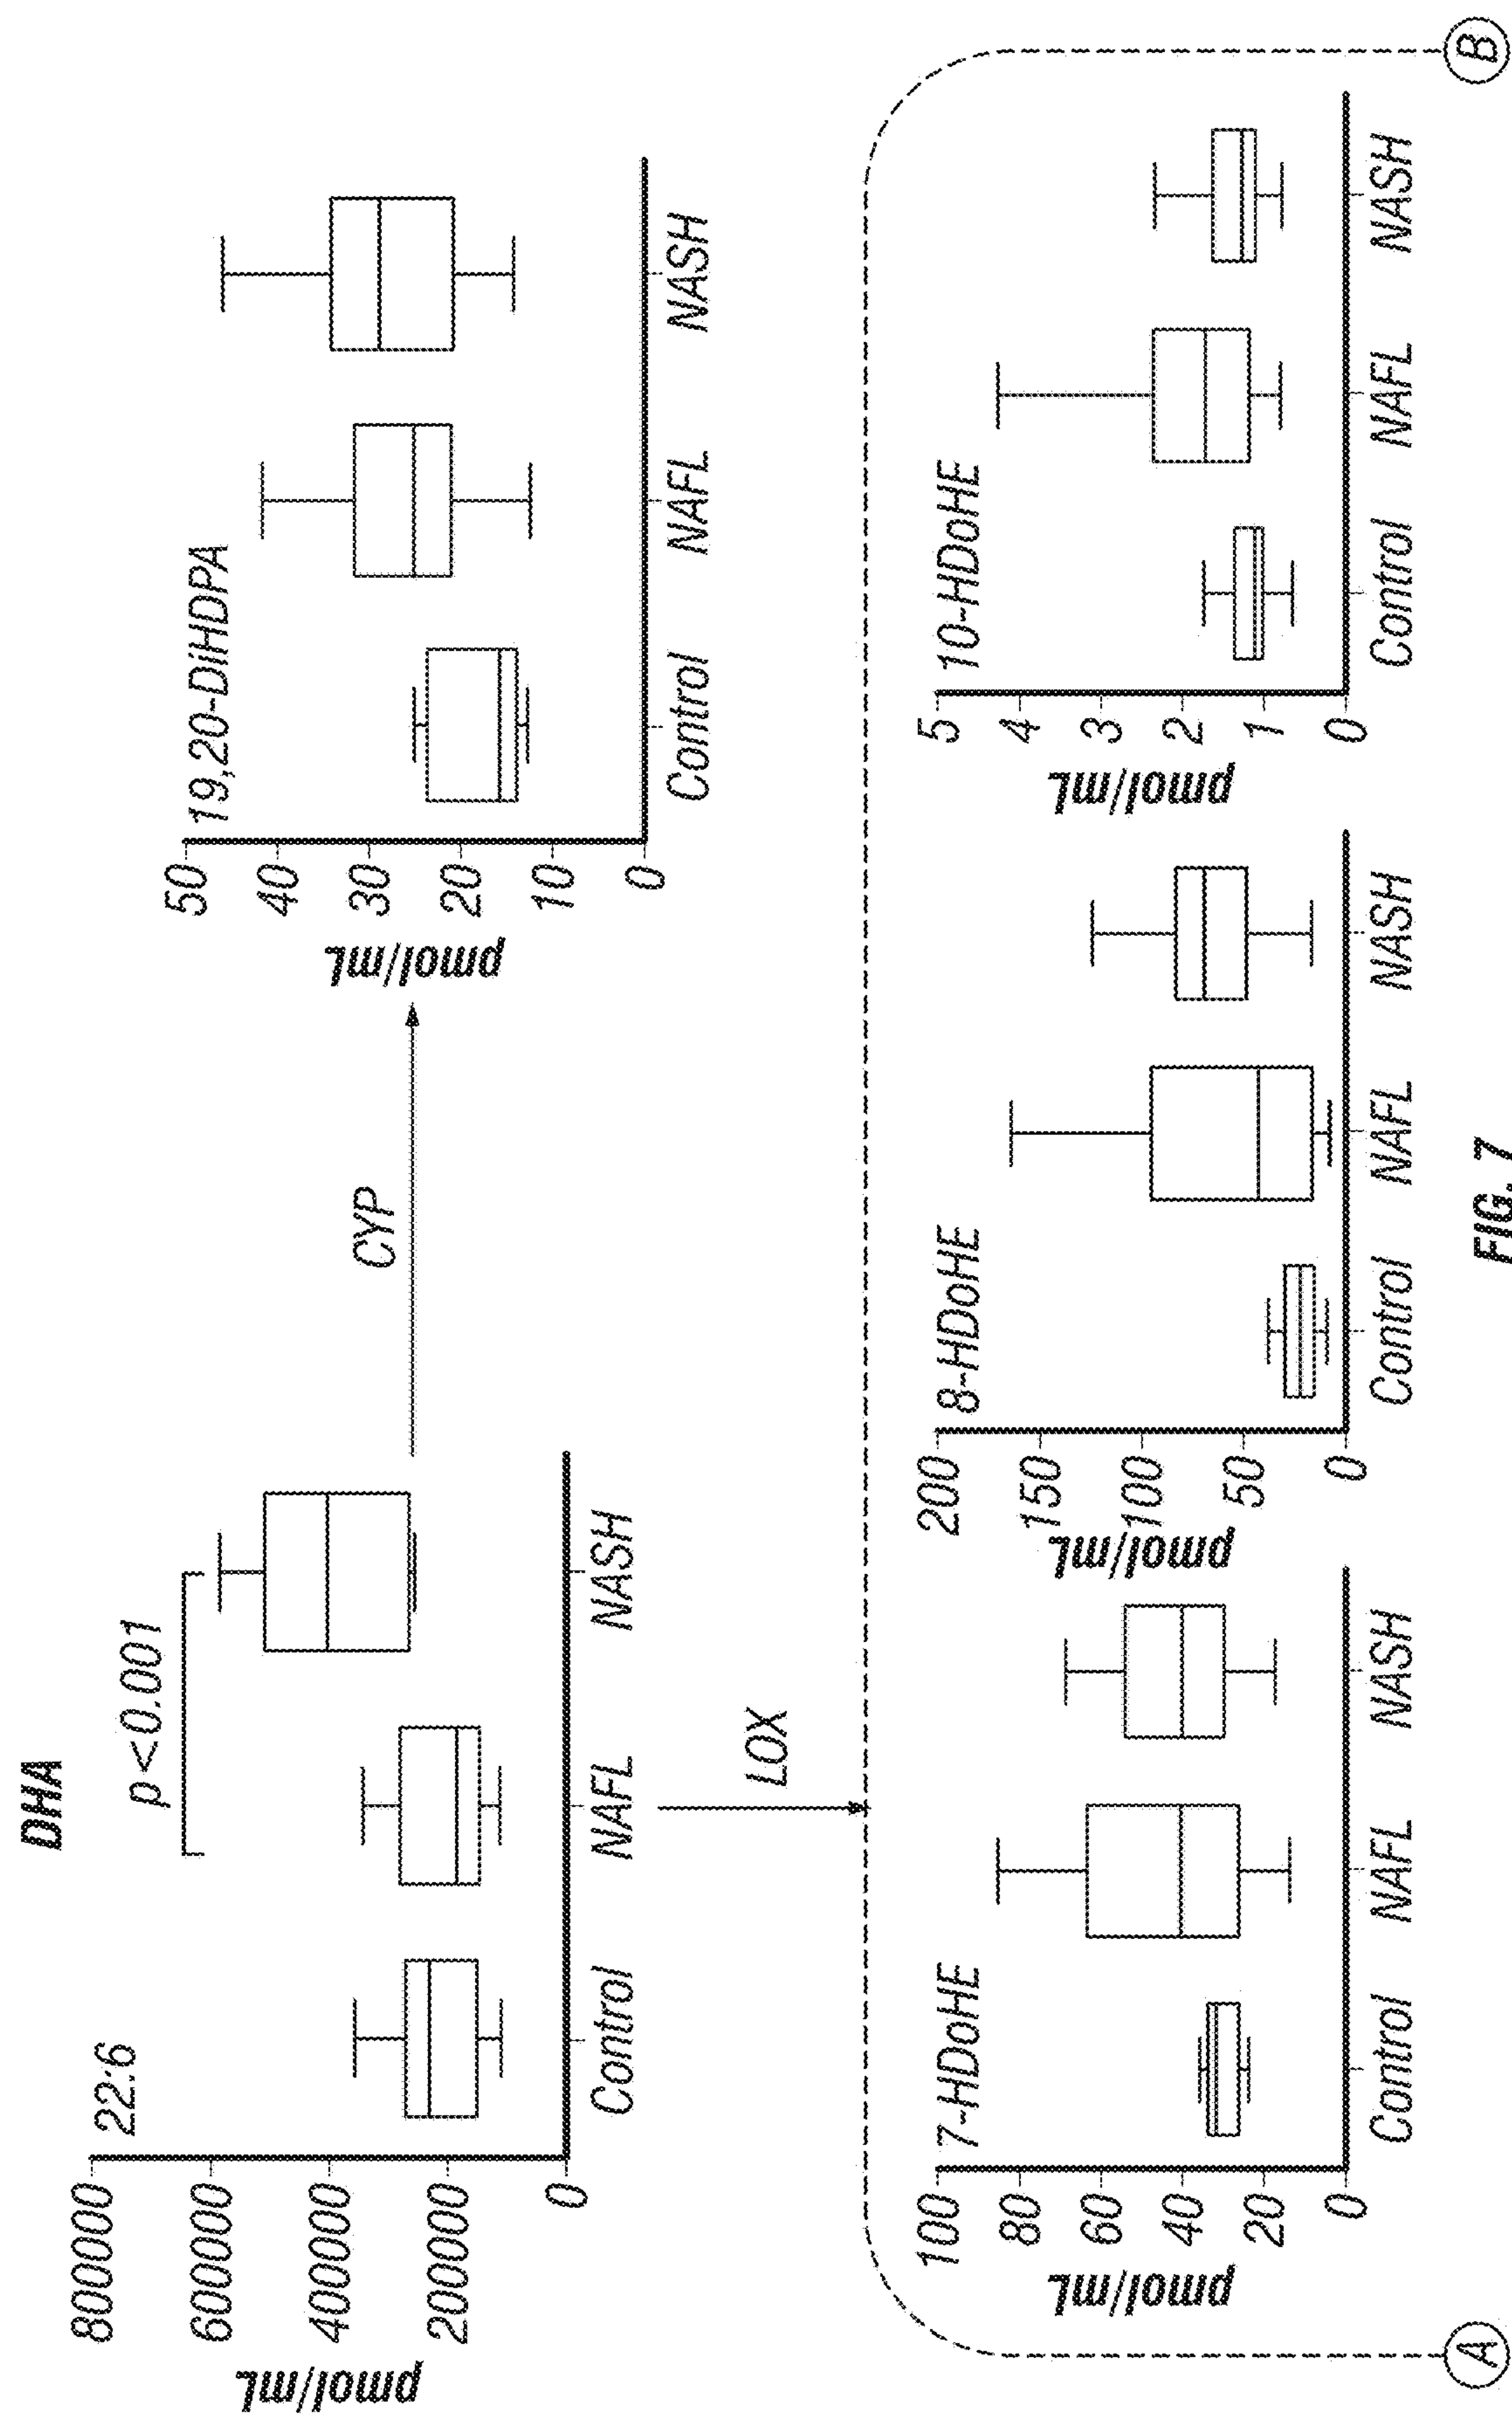 DHA
22:6
p<0.001
pmol/mL
800000
600000
400000
200000
0
Control
NAFL
NASH
CYP
19,20-DiHDPA
pmol/mL
50
40
30
20
10
0
Control
NAFL
NASH
LOX
7-HDoHE
pmol/mL
100
80
60
40
20
0
Control
NAFL
NASH
8-HDoHE
pmol/mL
200
150
100
50
0
Control
NAFL
NASH
10-HDoHE
pmol/mL
5
4
3
2
1
0
Control
NAFL
NASH
A
B
FIG. 7